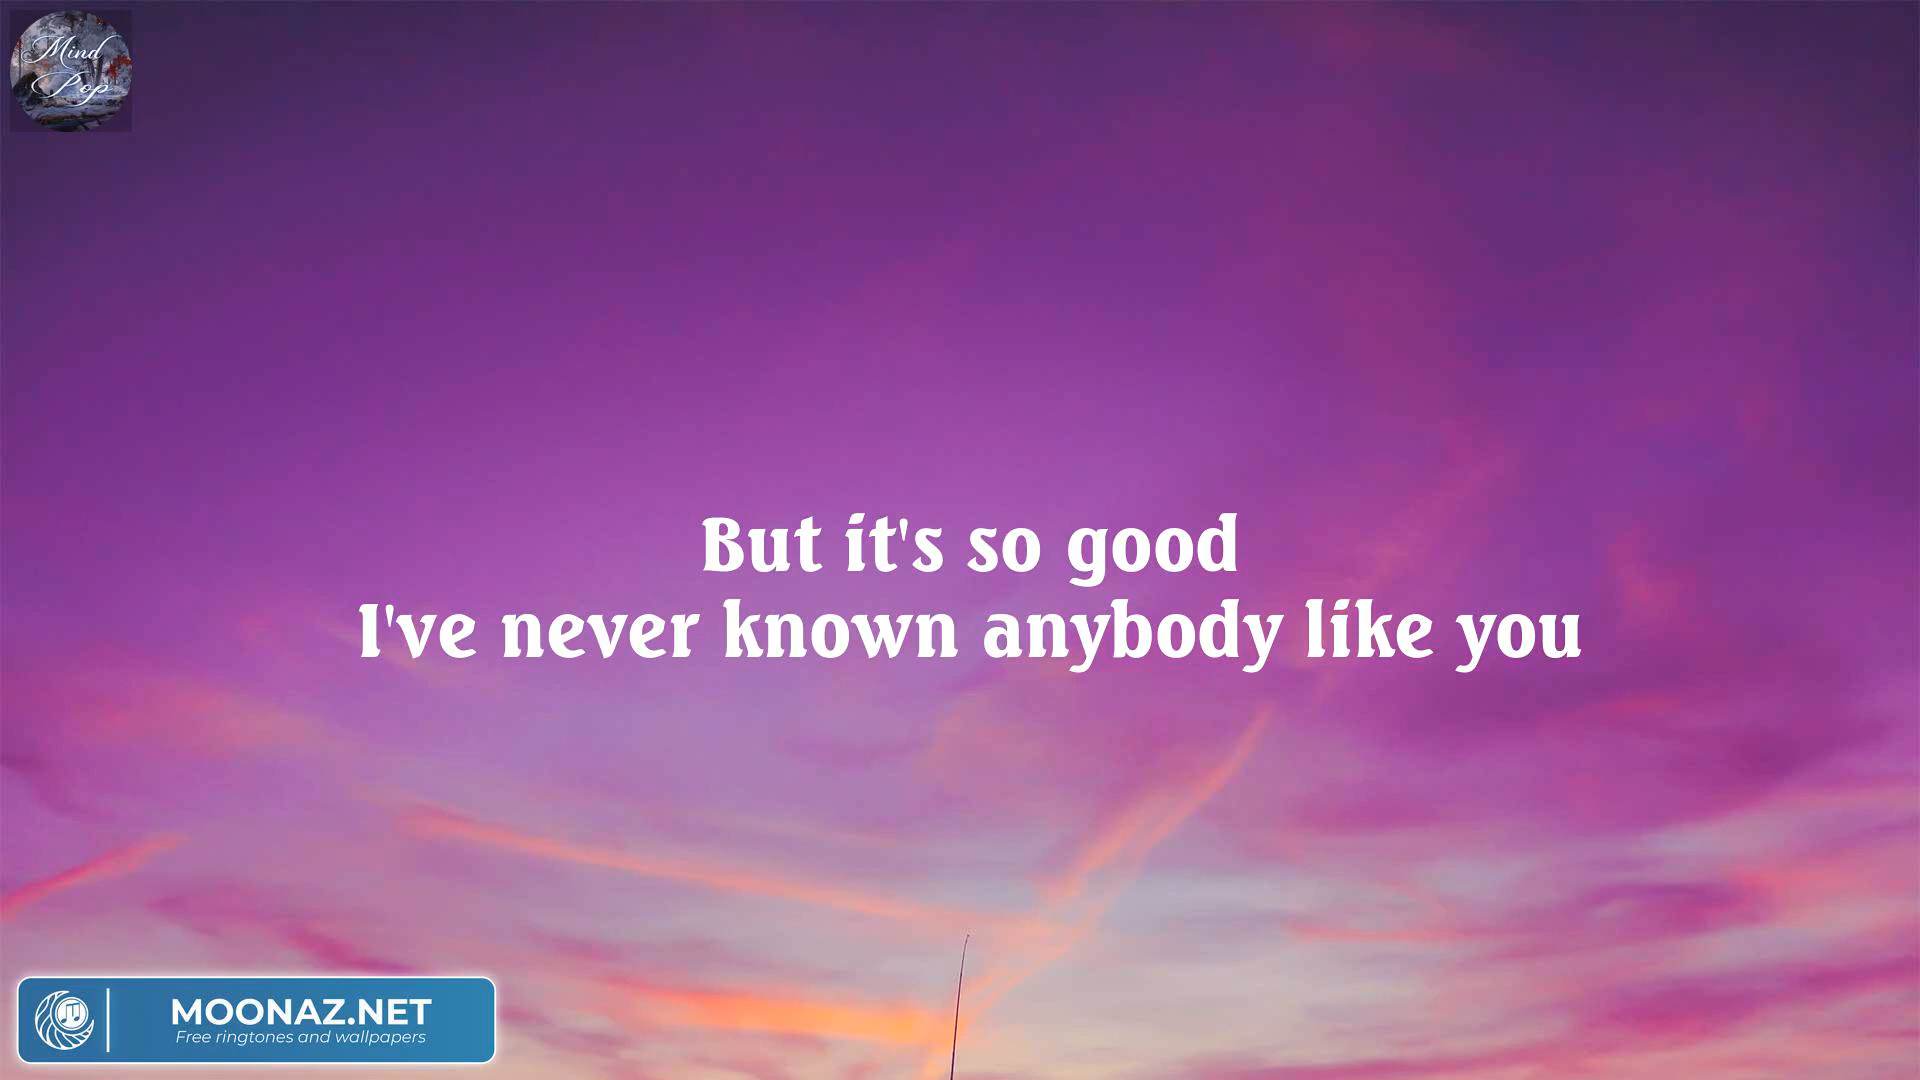 Mind
Pop
But it's so good
I've never known anybody like you
MOONAZ.NET
Free ringtones and wallpapers